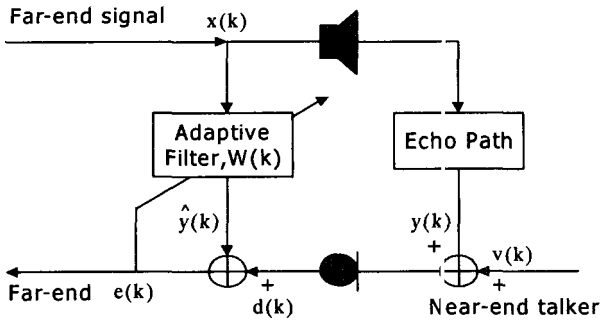 Far-end signal
x(k)
Adaptive
Filter,W(k)
Echo Path
ŷ(k)
y(k)
+
v(k)
+
+
d(k)
Far-end
e(k)
Near-end talker